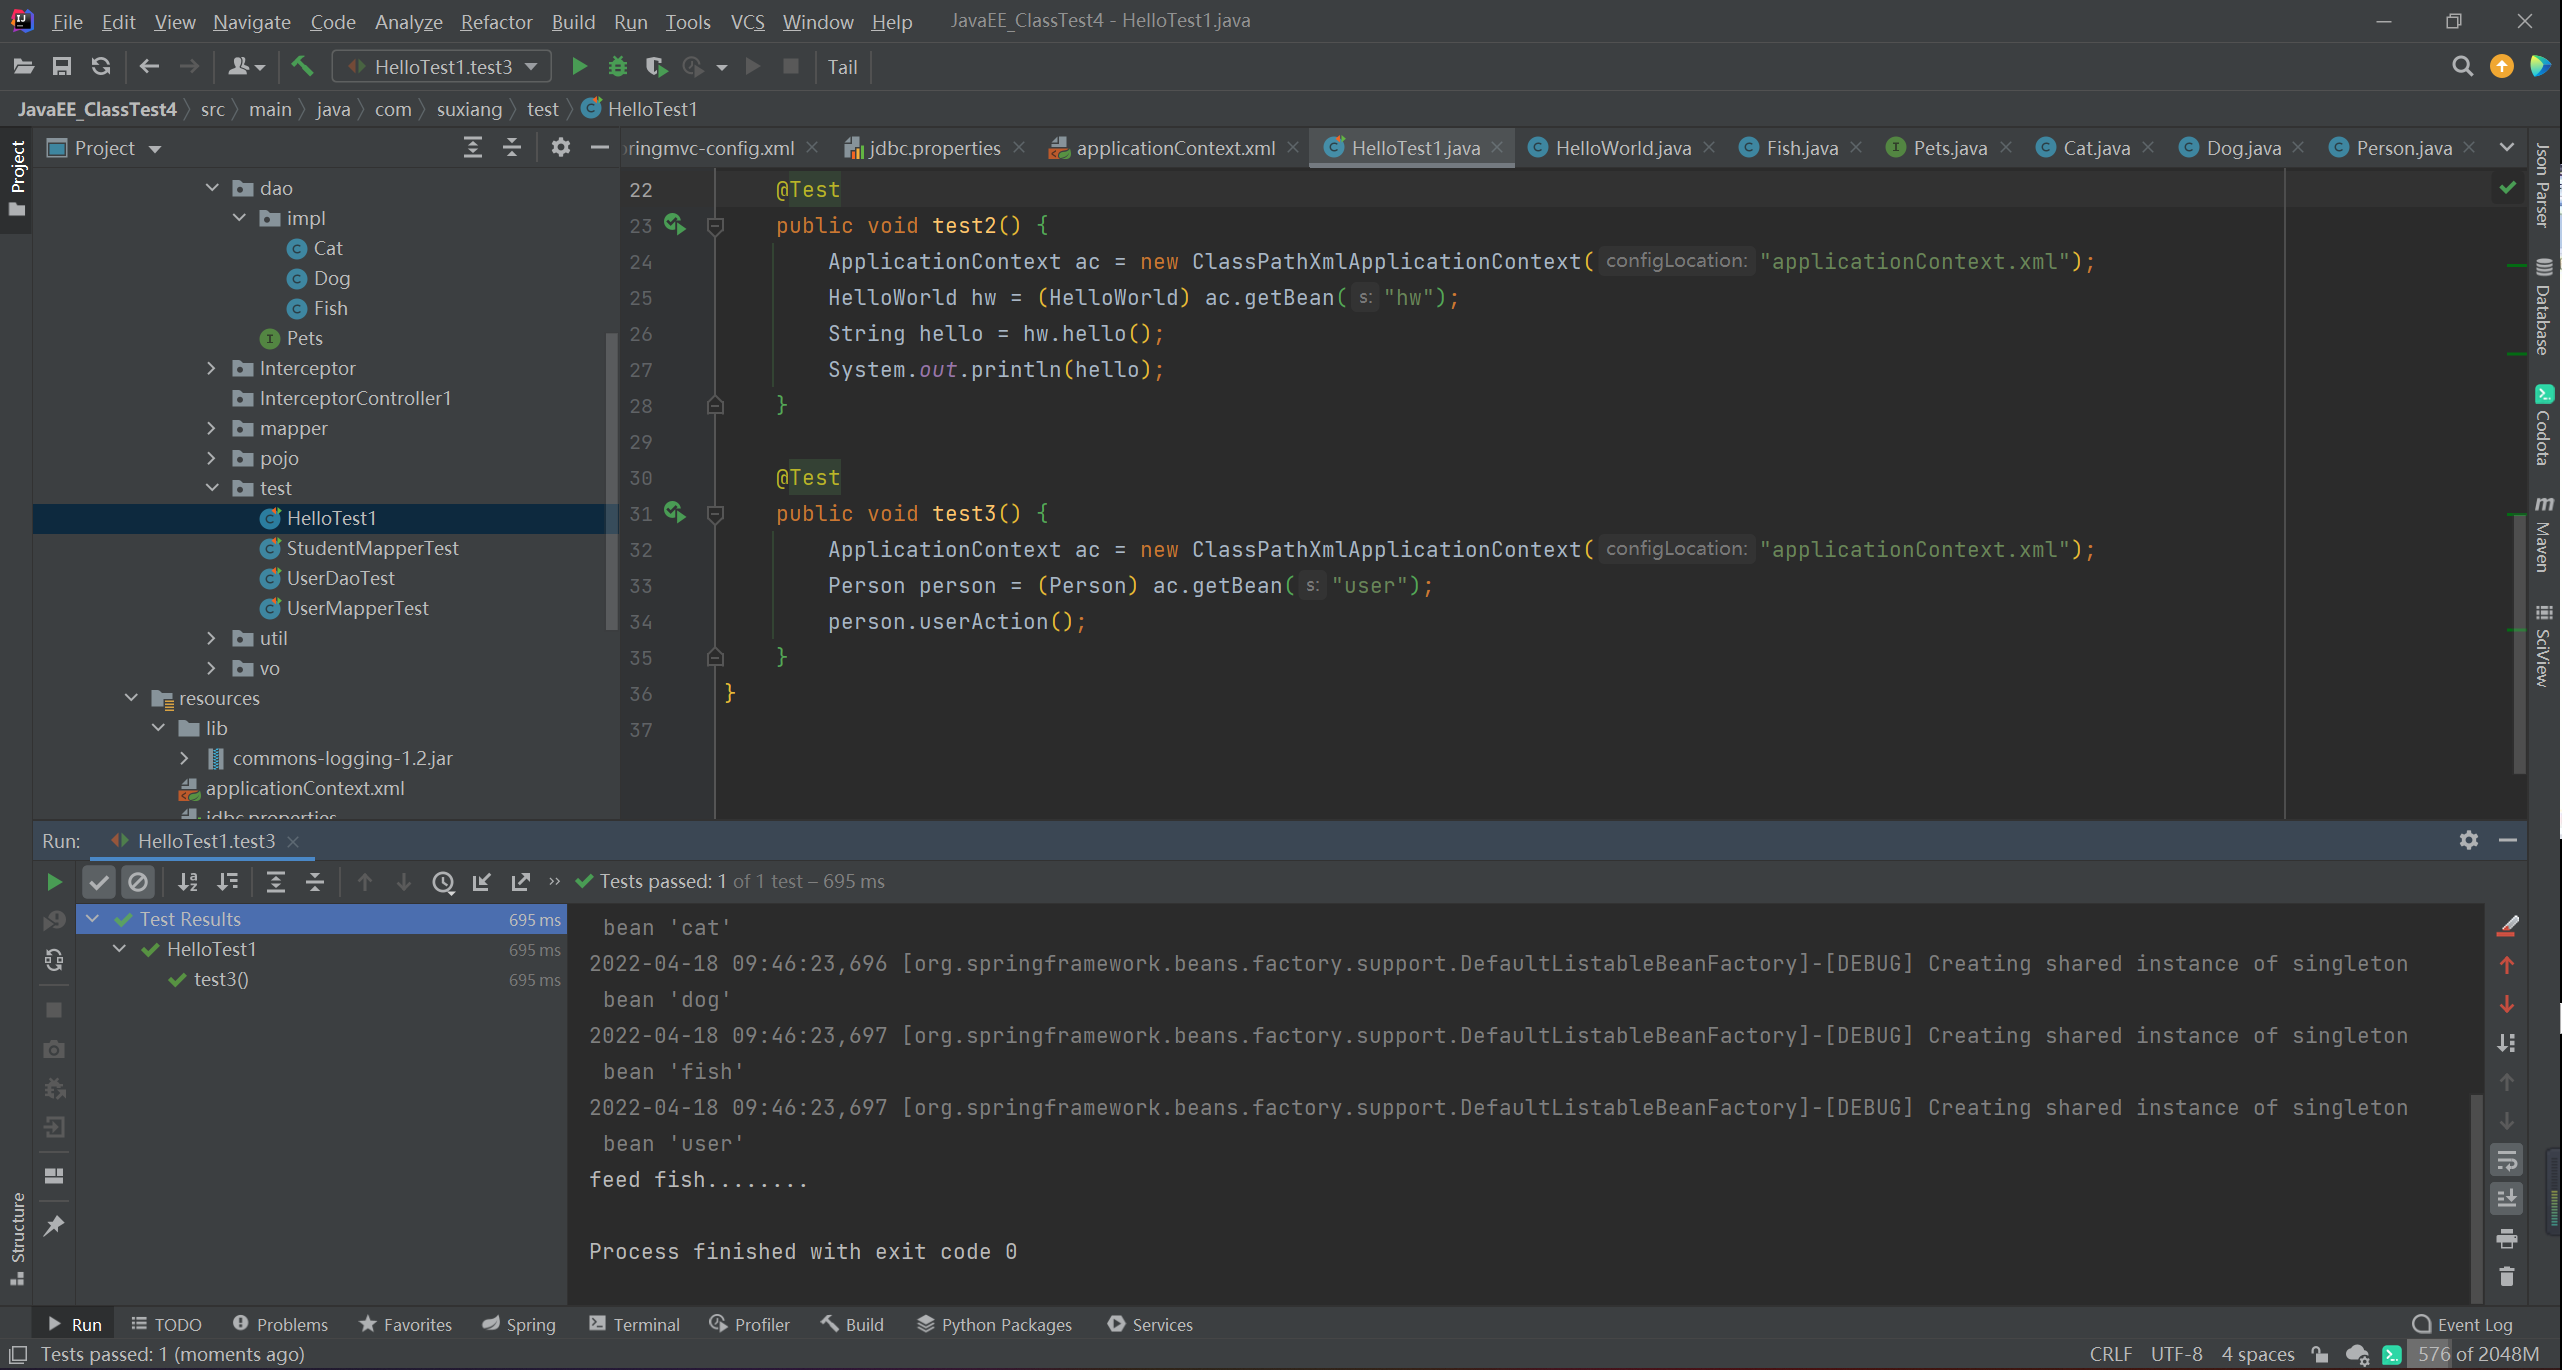 File Edit View Navigate Code Analyze Refactor Build Run Tools VCS Window Help JavaEE_ClassTest4 - HelloTest1.java
HelloTest1.test3 Tail
JavaEE_ClassTest4 src main java com suxiang test HelloTest1
Project
Project
ringmvc-config.xml jdbc.properties applicationContext.xml HelloTest1.java HelloWorld.java Fish.java Pets.java Cat.java Dog.java Person.java
dao
impl
Cat
Dog
Fish
Pets
Interceptor
InterceptorController1
mapper
pojo
test
HelloTest1
StudentMapperTest
UserDaoTest
UserMapperTest
util
vo
resources
lib
commons-logging-1.2.jar
applicationContext.xml
jdbc.properties
22 @Test
23 public void test2() {
24 ApplicationContext ac = new ClassPathXmlApplicationContext( configLocation: "applicationContext.xml");
25 HelloWorld hw = (HelloWorld) ac.getBean( s: "hw");
26 String hello = hw.hello();
27 System.out.println(hello);
28 }
29
30 @Test
31 public void test3() {
32 ApplicationContext ac = new ClassPathXmlApplicationContext( configLocation: "applicationContext.xml");
33 Person person = (Person) ac.getBean( s: "user");
34 person.userAction();
35 }
36 }
37
Json Parser
Database
Codota
Maven
SciView
Run: HelloTest1.test3
Tests passed: 1 of 1 test – 695 ms
Test Results 695 ms
HelloTest1 695 ms
test3() 695 ms
bean 'cat'
2022-04-18 09:46:23,696 [org.springframework.beans.factory.support.DefaultListableBeanFactory]-[DEBUG] Creating shared instance of singleton
bean 'dog'
2022-04-18 09:46:23,697 [org.springframework.beans.factory.support.DefaultListableBeanFactory]-[DEBUG] Creating shared instance of singleton
bean 'fish'
2022-04-18 09:46:23,697 [org.springframework.beans.factory.support.DefaultListableBeanFactory]-[DEBUG] Creating shared instance of singleton
bean 'user'
feed fish........
Process finished with exit code 0
Structure
Run TODO Problems Favorites Spring Terminal Profiler Build Python Packages Services Event Log
Tests passed: 1 (moments ago) CRLF UTF-8 4 spaces 576 of 2048M